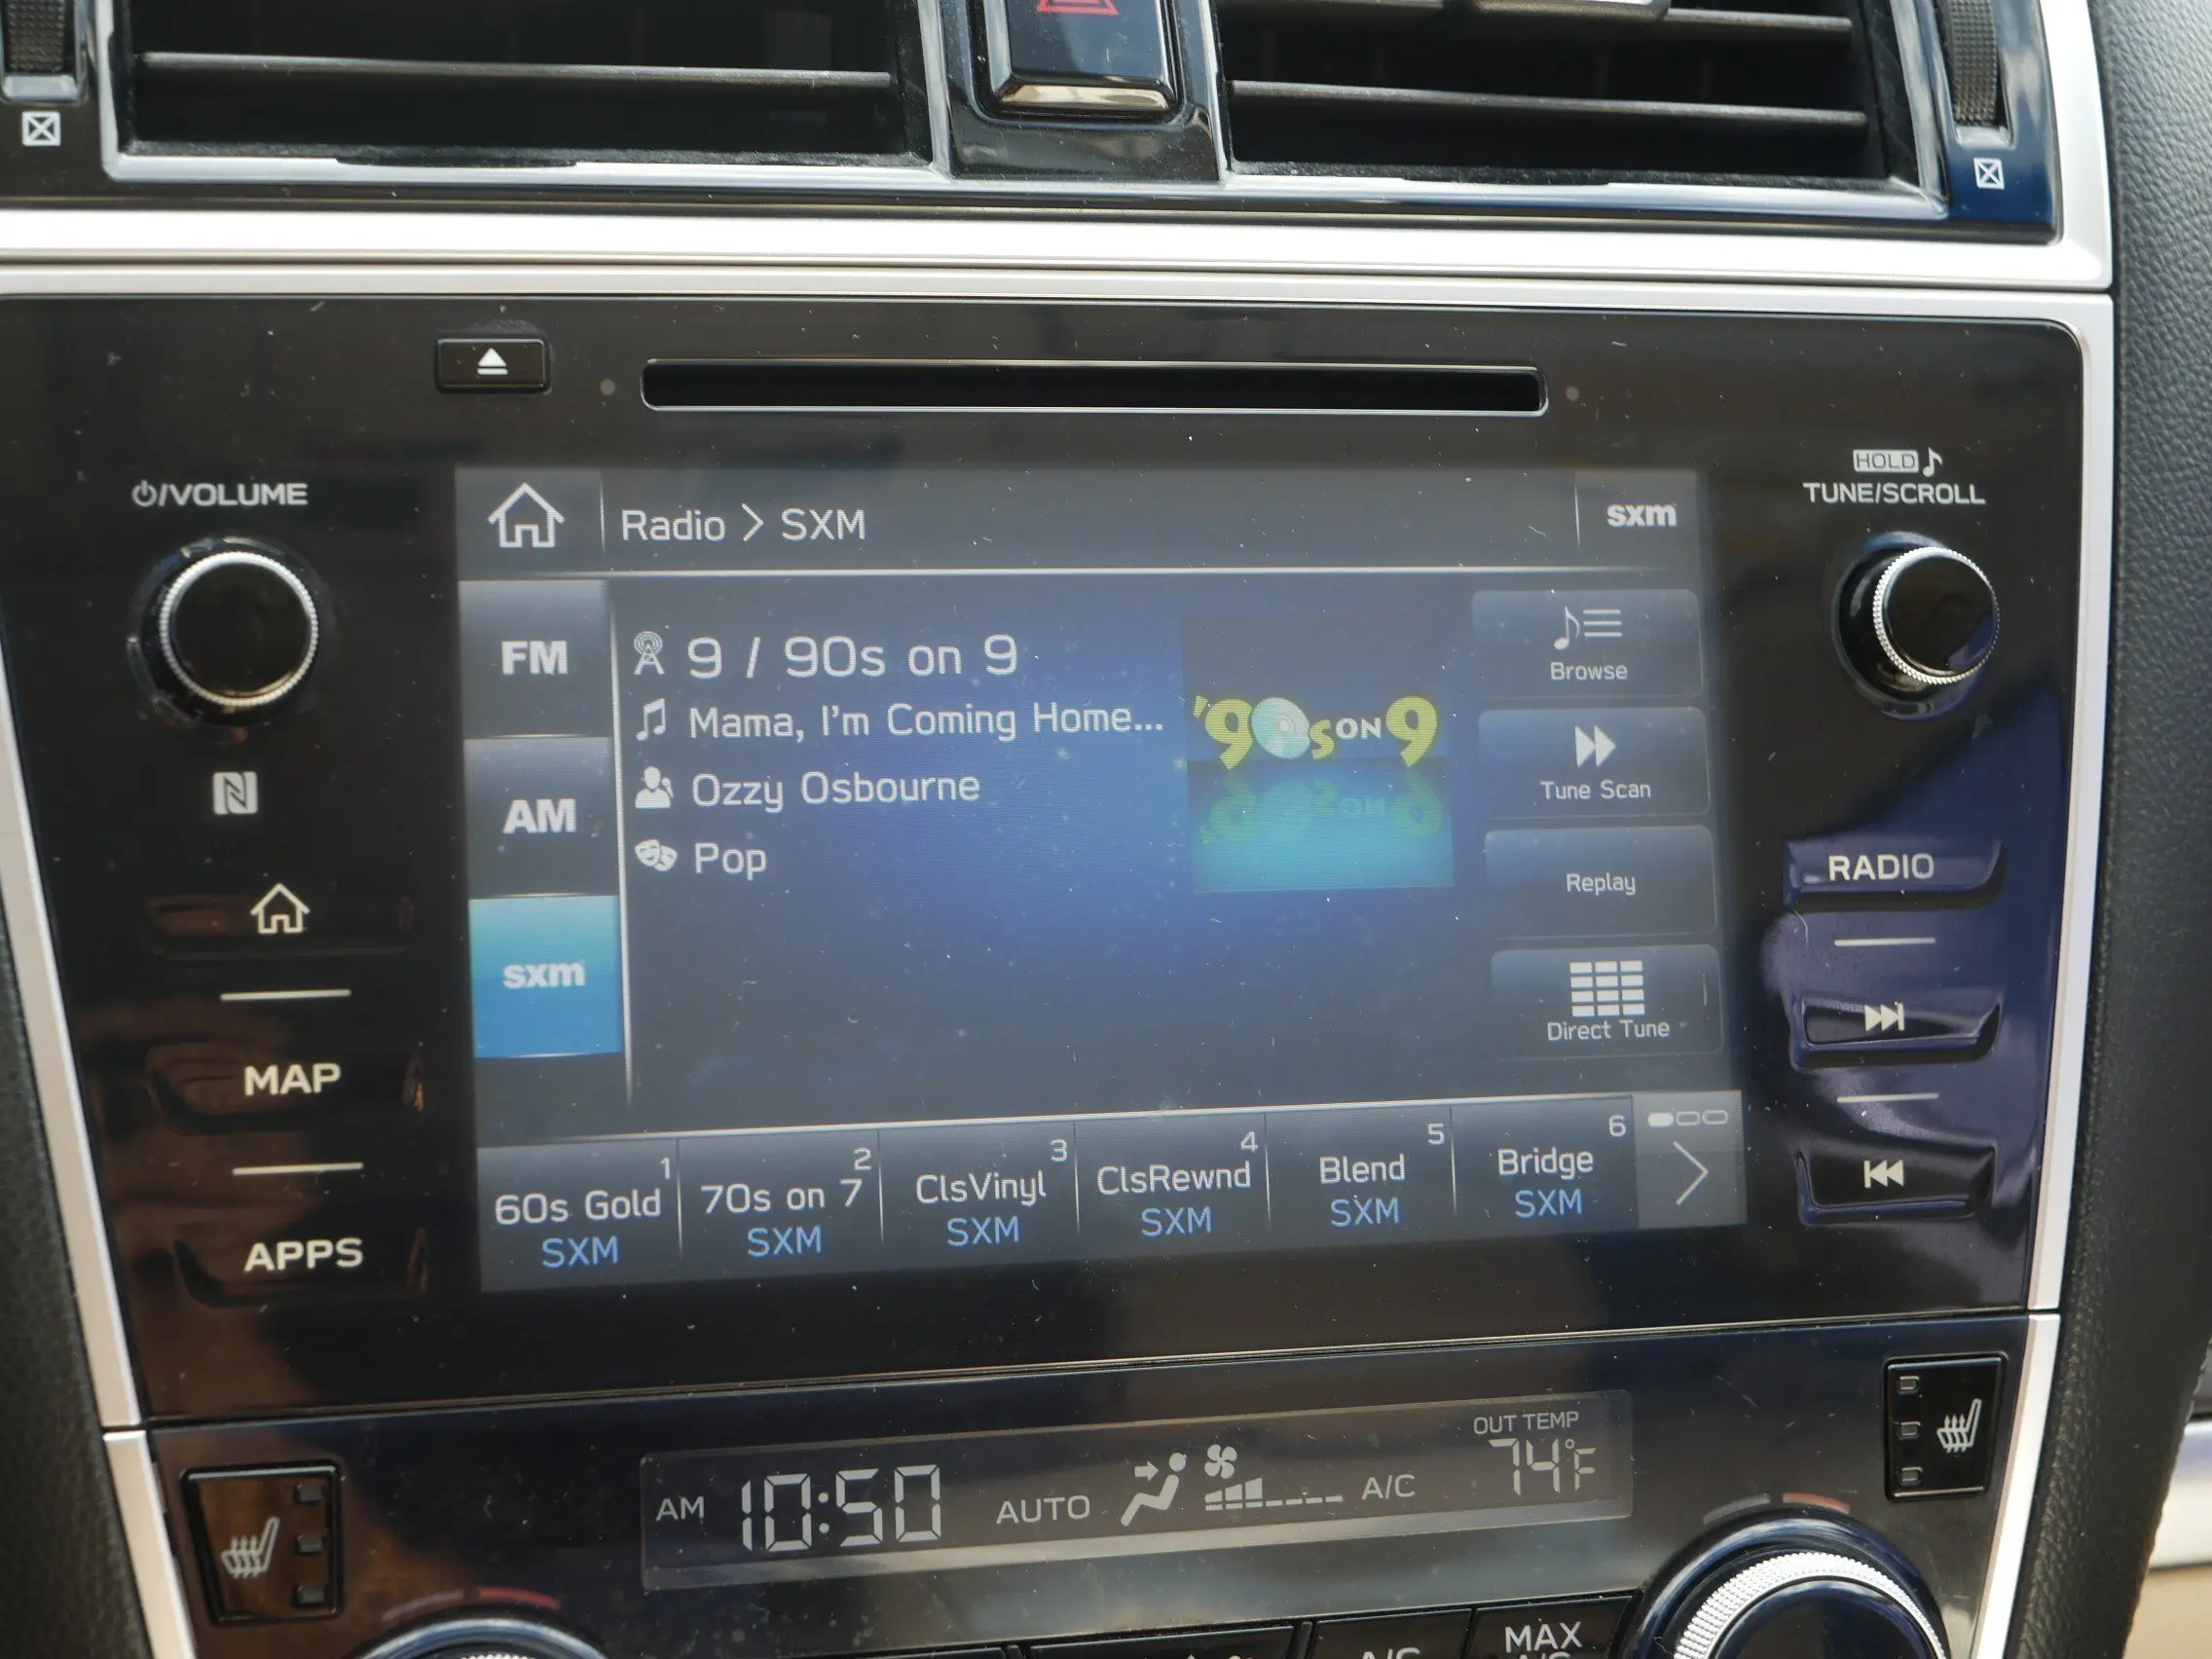 HOLD
⏻/VOLUME
TUNE/SCROLL
Radio > SXM
sxm
FM
9 / 90s on 9
Browse
Mama, I'm Coming Home...
'90s ON 9
Tune Scan
AM
Ozzy Osbourne
Pop
Replay
RADIO
sxm
Direct Tune
MAP
1 2 3 4 5 6
60s Gold 70s on 7 ClsVinyl ClsRewnd Blend Bridge
SXM SXM SXM SXM SXM SXM
APPS
OUT TEMP
AM 10:50 AUTO A/C 74°F
A/C
MAX
A/C